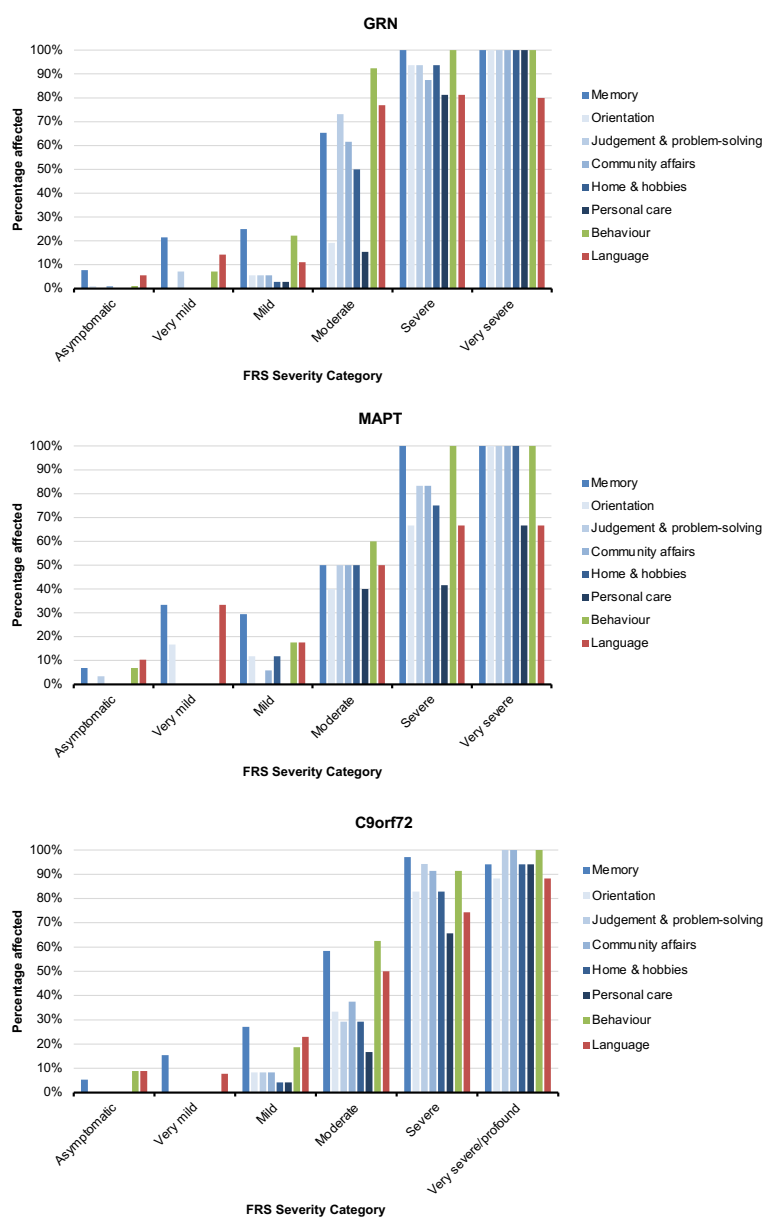 GRN
100%
90%
80%
70%
60%
50%
40%
30%
20%
10%
0%
Percentage affected
Asymptomatic
Very mild
Mild
Moderate
Severe
Very severe
FRS Severity Category
Memory
Orientation
Judgement & problem-solving
Community affairs
Home & hobbies
Personal care
Behaviour
Language
MAPT
100%
90%
80%
70%
60%
50%
40%
30%
20%
10%
0%
Percentage affected
Asymptomatic
Very mild
Mild
Moderate
Severe
Very severe
FRS Severity Category
Memory
Orientation
Judgement & problem-solving
Community affairs
Home & hobbies
Personal care
Behaviour
Language
C9orf72
100%
90%
80%
70%
60%
50%
40%
30%
20%
10%
0%
Percentage affected
Asymptomatic
Very mild
Mild
Moderate
Severe
Very severe/profound
FRS Severity Category
Memory
Orientation
Judgement & problem-solving
Community affairs
Home & hobbies
Personal care
Behaviour
Language